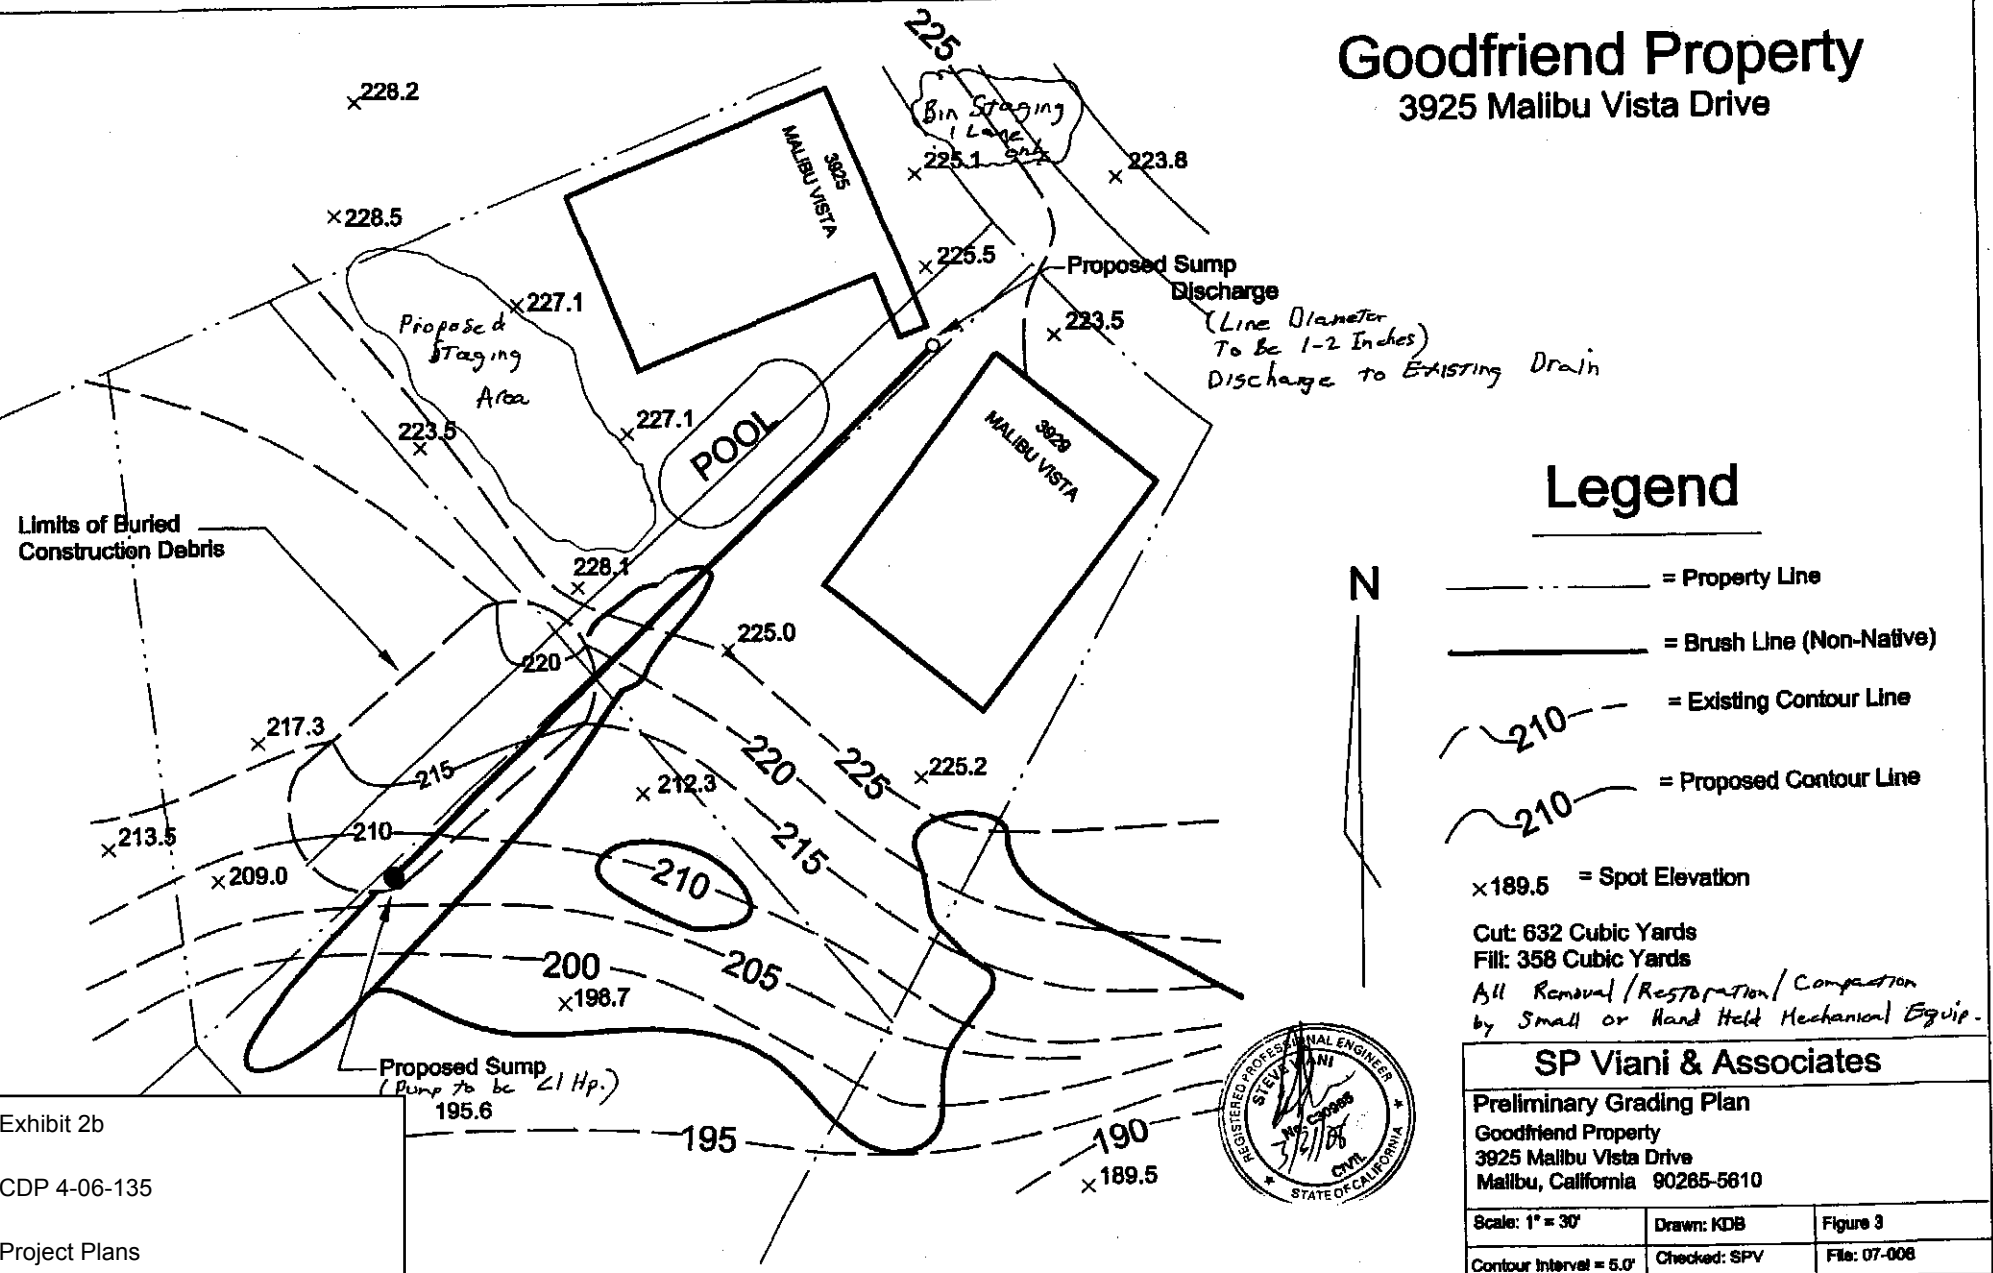 Goodfriend Property
3925 Malibu Vista Drive
225
228.2
Bin Staging
1 Lane
only
225.1
223.8
3925
MALIBU VISTA
228.5
225.5
Proposed Sump
Discharge
(Line Diameter
To Be 1-2 Inches)
Discharge to Existing Drain
227.1
223.5
Proposed
Staging
Area
223.5
227.1
POOL
3929
MALIBU VISTA
Limits of Buried
Construction Debris
228.1
225.0
220
217.3
215
212.3
220
225
225.2
210
213.5
209.0
215
210
200
205
198.7
Proposed Sump
(Pump to be <1 Hp.)
195.6
195
190
189.5
Legend
N
= Property Line
= Brush Line (Non-Native)
210
= Existing Contour Line
210
= Proposed Contour Line
×189.5 = Spot Elevation
Cut: 632 Cubic Yards
Fill: 358 Cubic Yards
All Removal/Restoration/Compaction
by Small or Hand Held Mechanical Equip.
REGISTERED PROFESSIONAL ENGINEER
STEVE VIANI
No. C30965
3/21/06
CIVIL
STATE OF CALIFORNIA
SP Viani & Associates
Preliminary Grading Plan
Goodfriend Property
3925 Malibu Vista Drive
Malibu, California 90265-5610
Scale: 1" = 30'
Drawn: KDB
Figure 3
Contour Interval = 5.0'
Checked: SPV
File: 07-006
Exhibit 2b
CDP 4-06-135
Project Plans